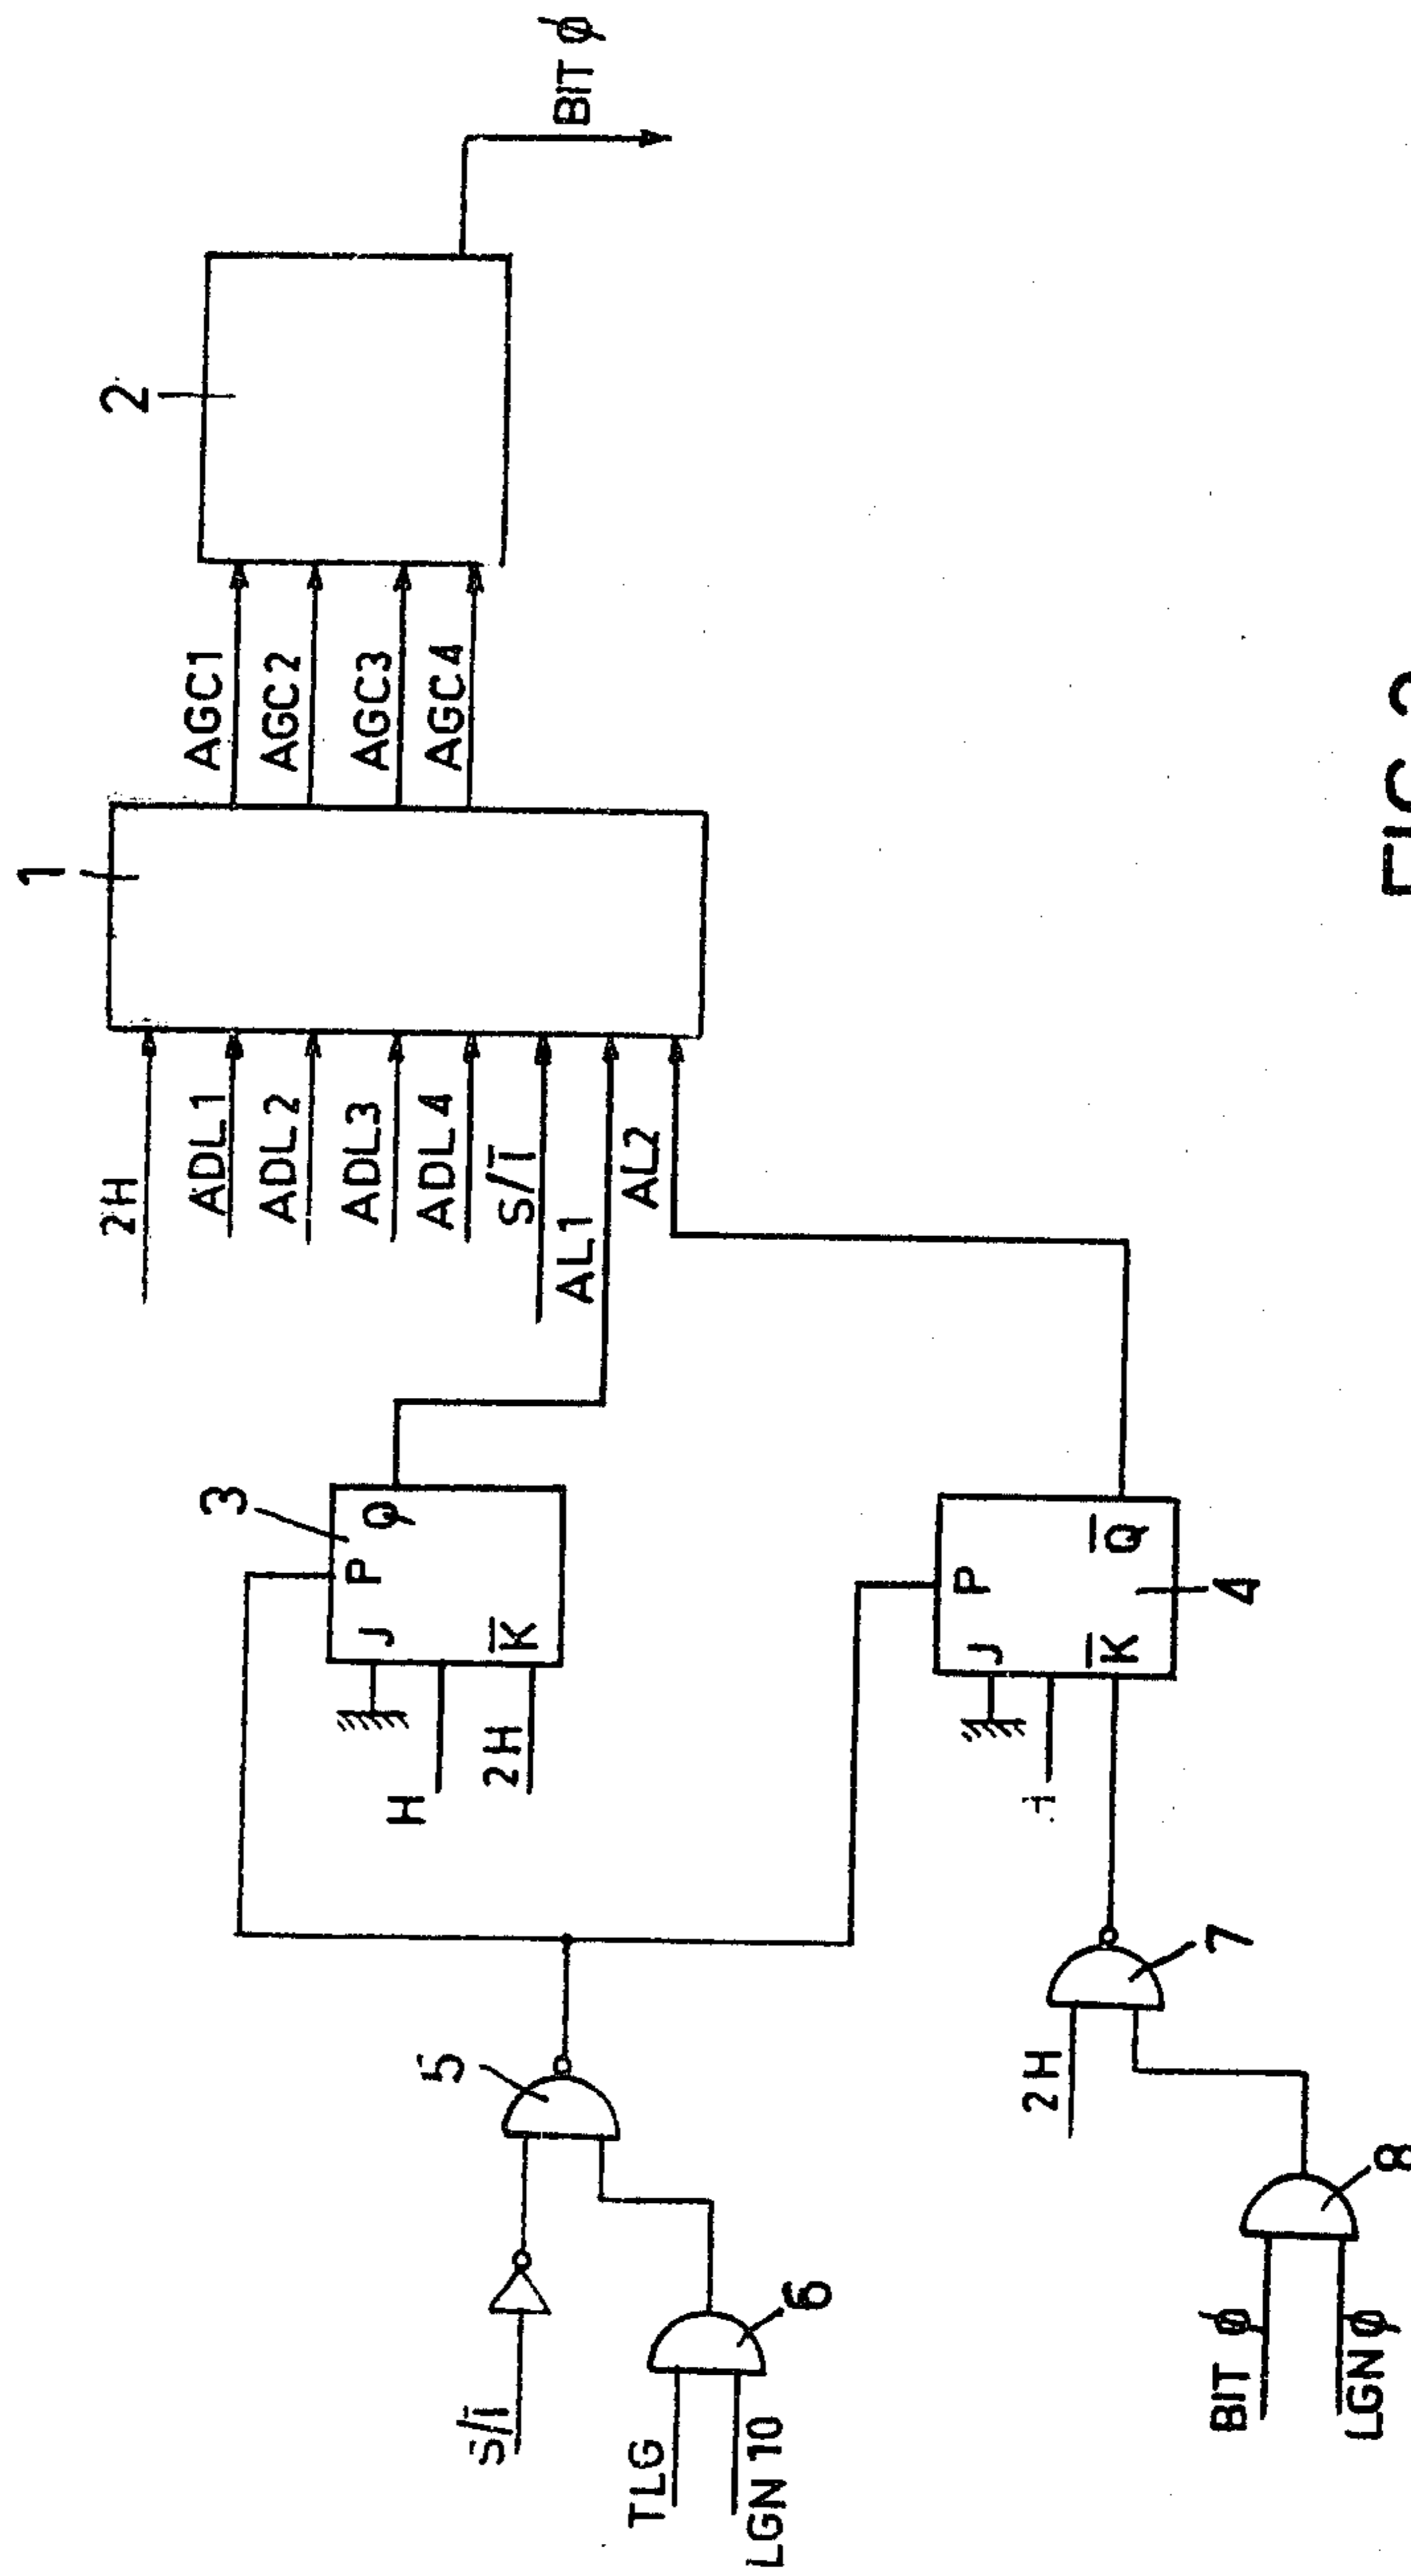 1
2
2H
ADL1
ADL2
ADL3
ADL4
S/Ī
AL1
AL2
AGC1
AGC2
AGC3
AGC4
BIT ϕ
3
J
P
Q
K̅
H
2H
4
J
P
Q̅
K̅
H
5
S/Ī
6
TLG
LGN 10
7
2H
8
BIT ϕ
LGN ϕ